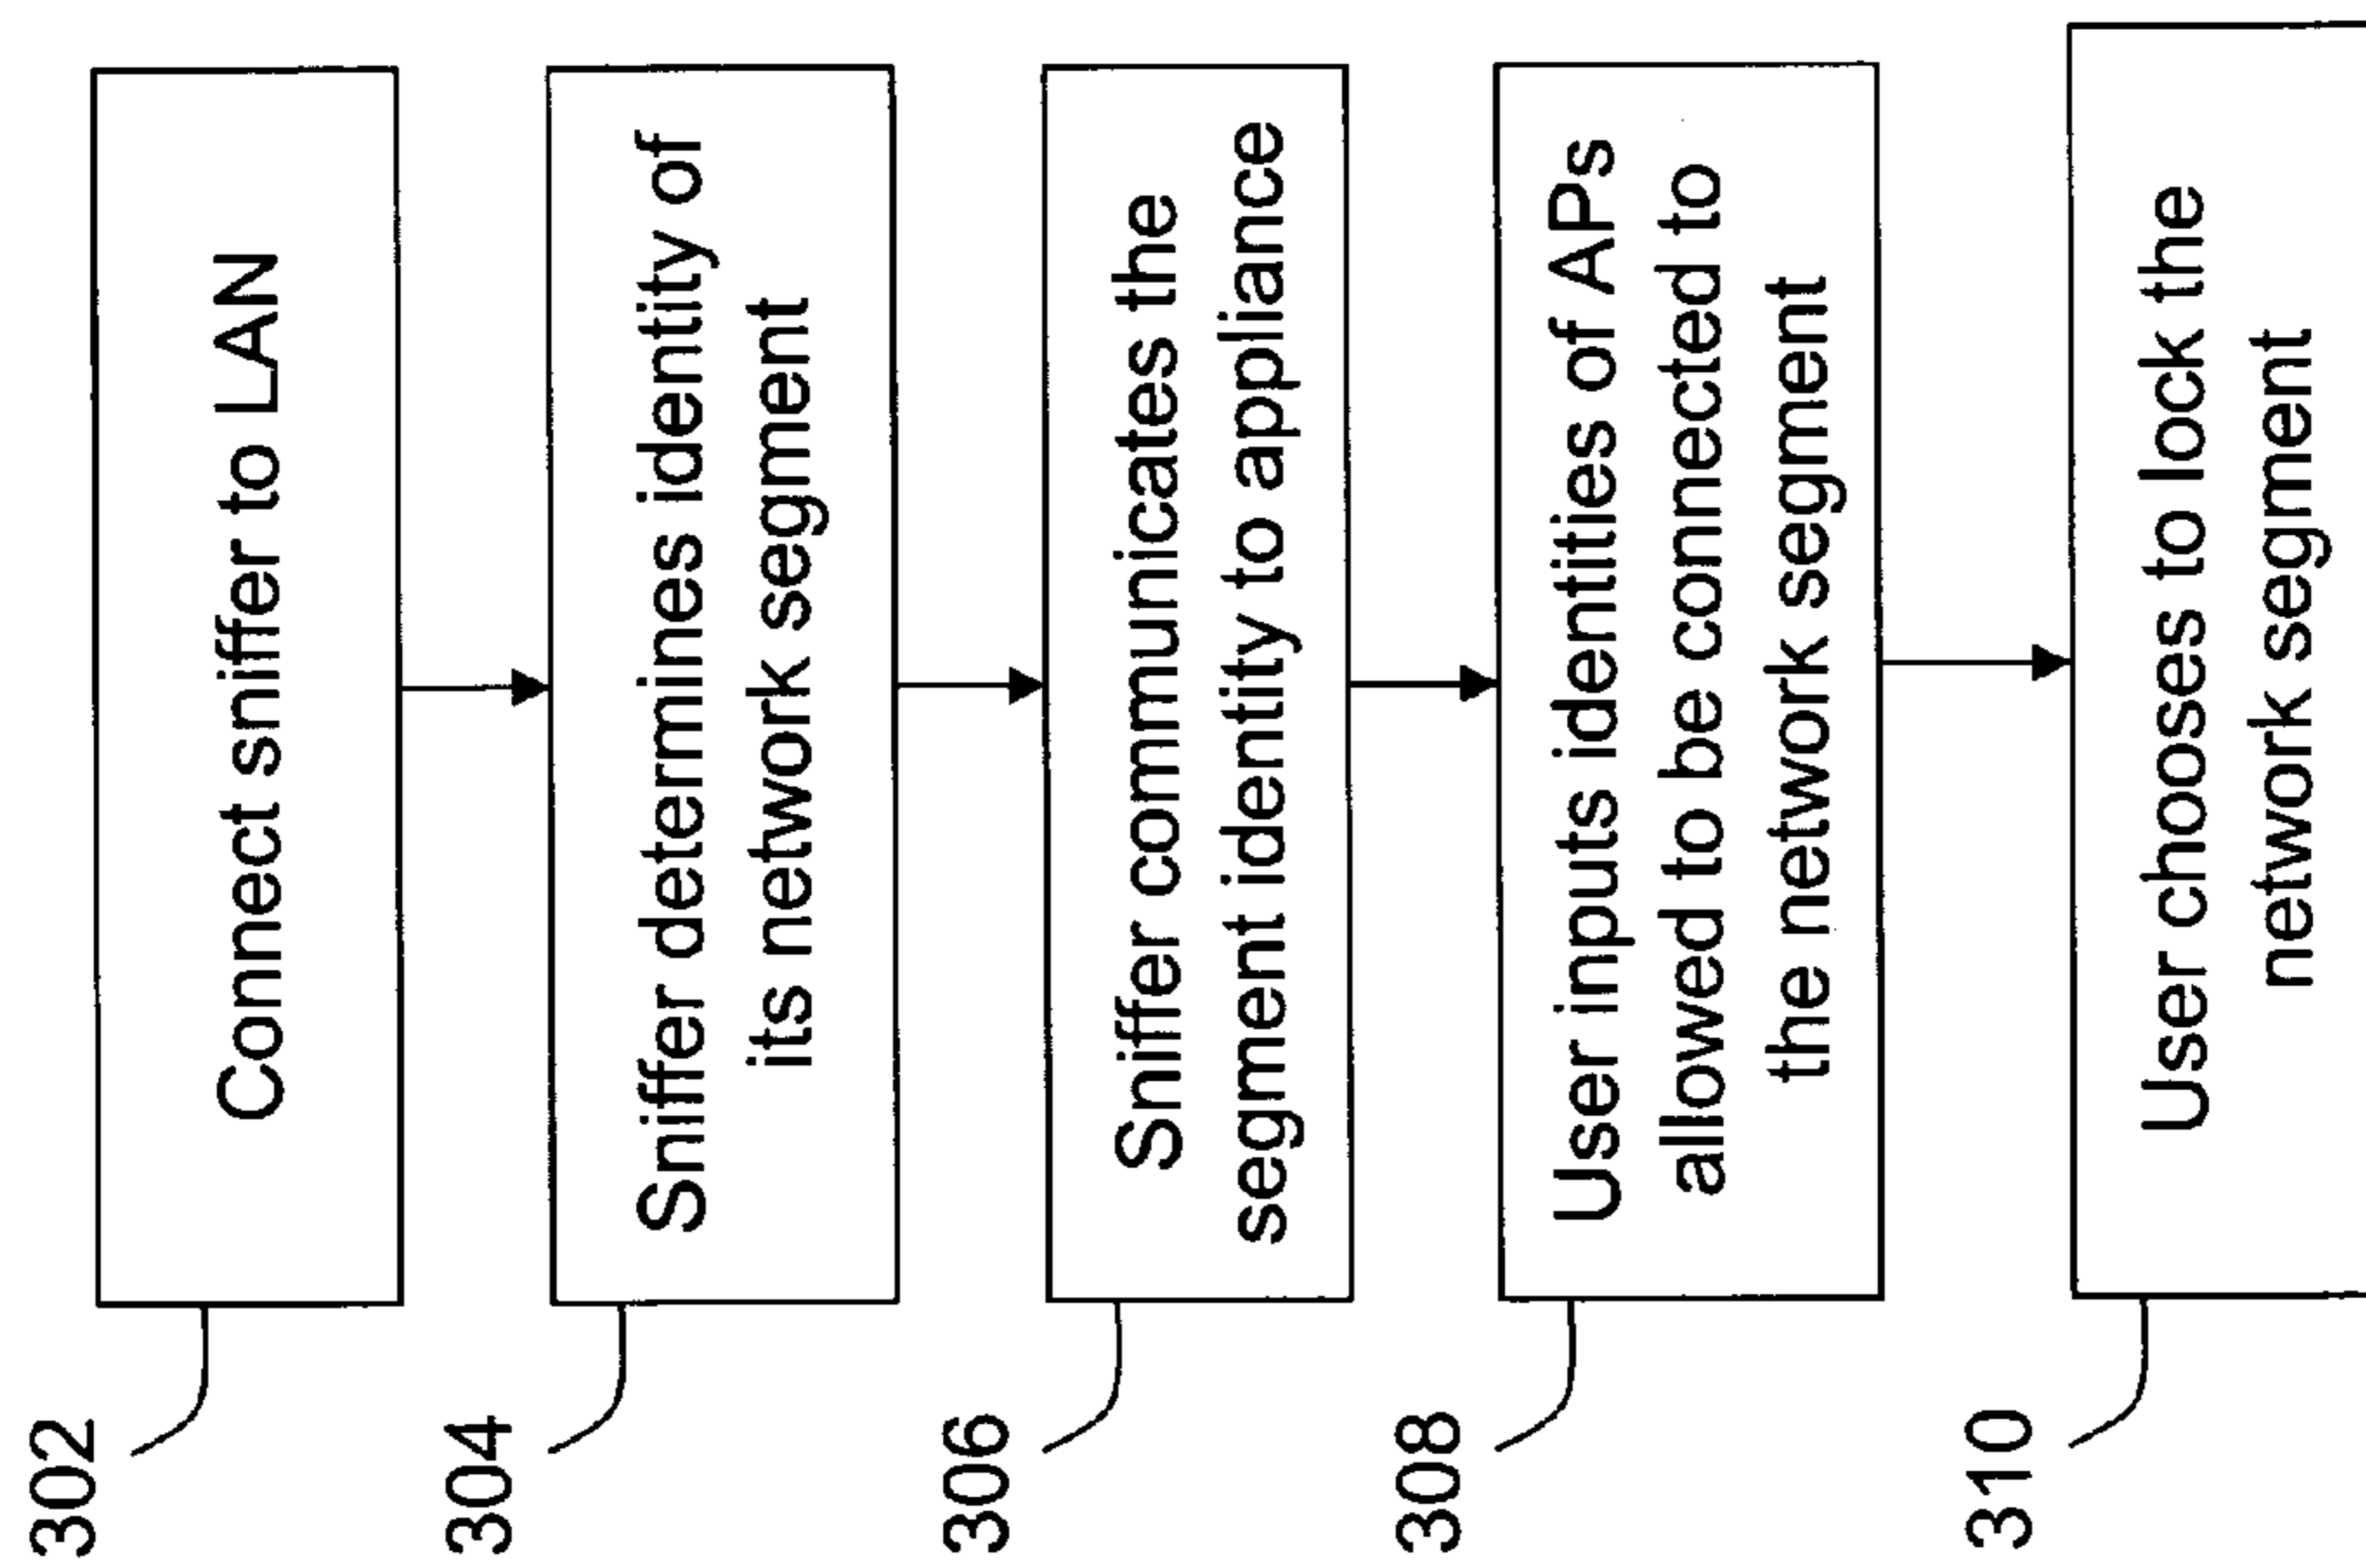 302
Connect sniffer to LAN
304
Sniffer determines identity of
its network segment
306
Sniffer communicates the
segment identity to appliance
308
User inputs identities of APs
allowed to be connected to
the network segment
310
User chooses to lock the
network segment